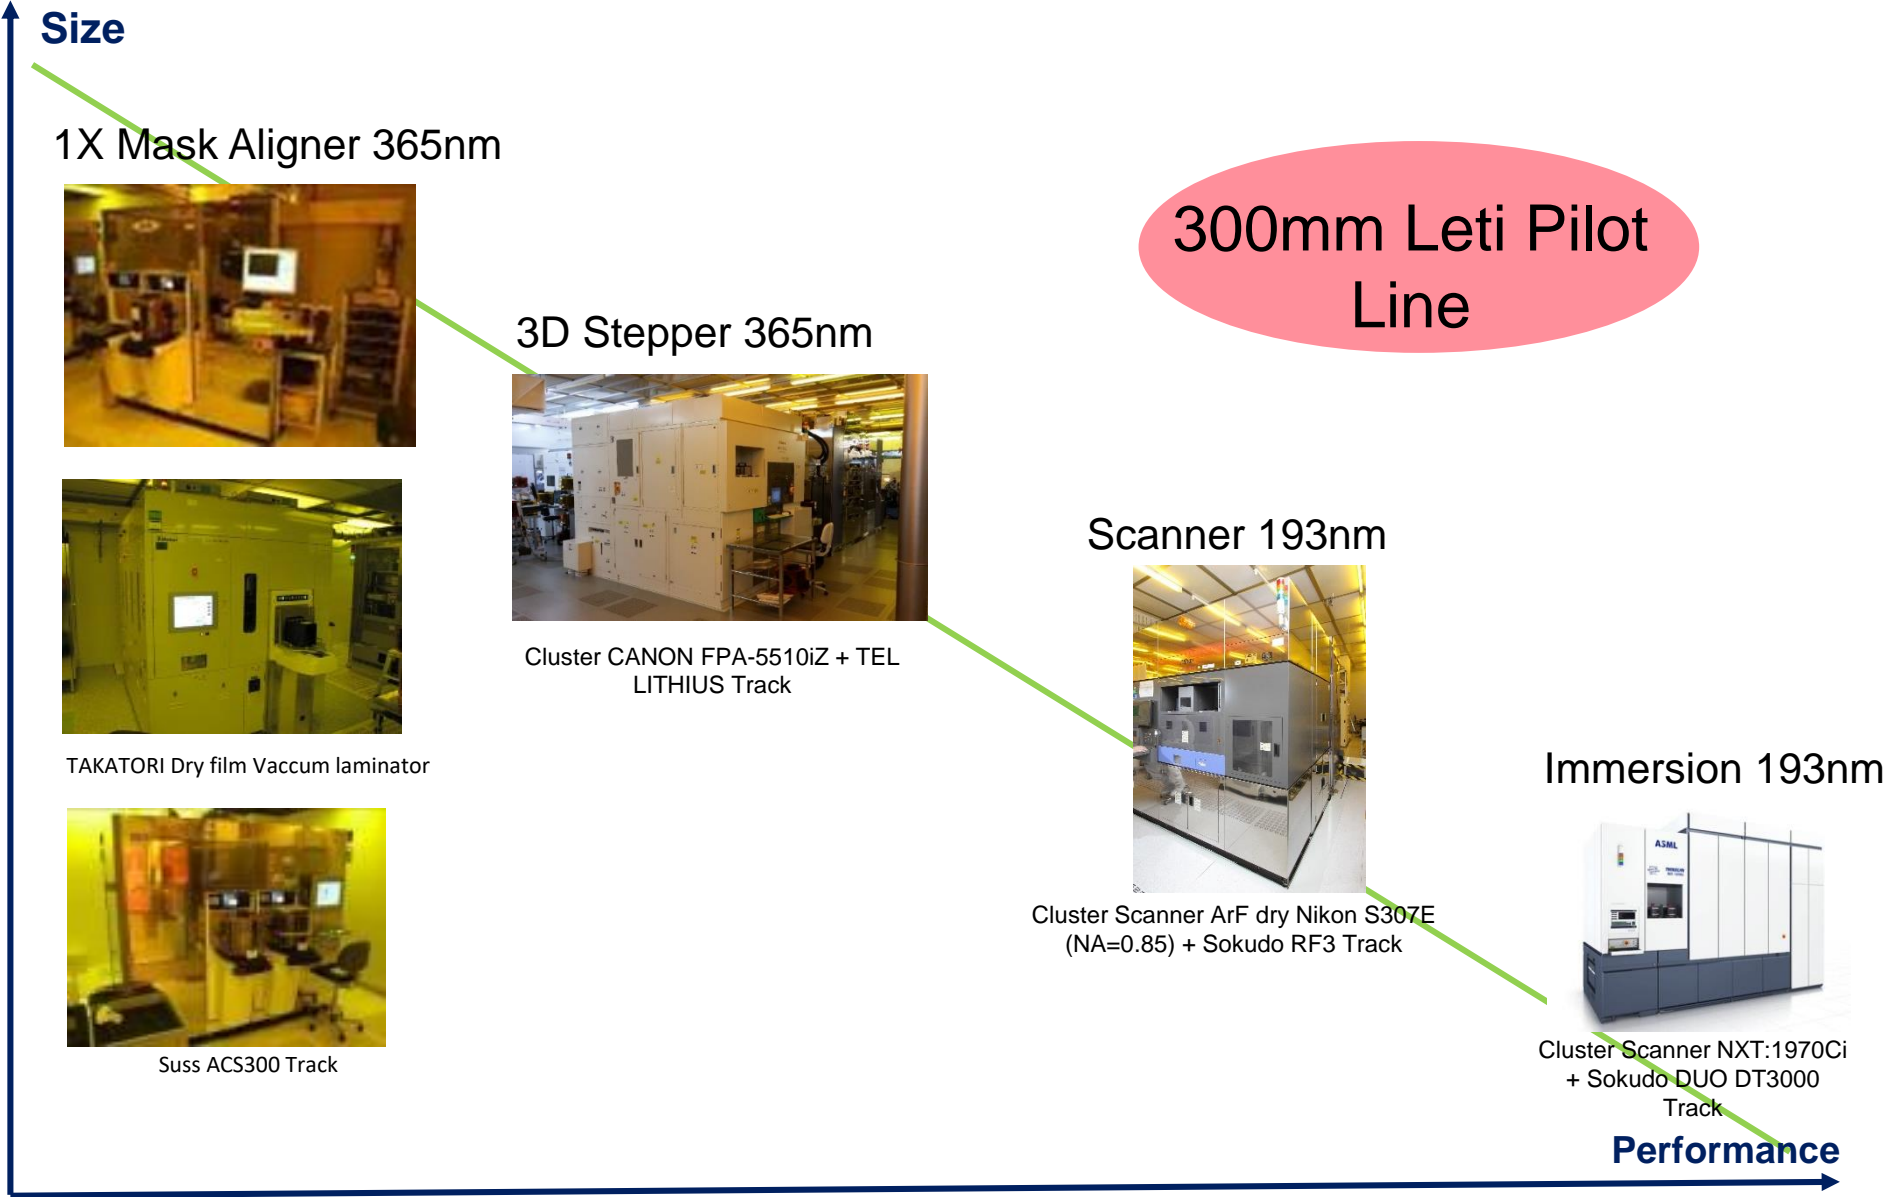 Size
1X Mask Aligner 365nm
300mm Leti Pilot
Line
3D Stepper 365nm
Cluster CANON FPA-5510iZ + TEL
LITHIUS Track
Scanner 193nm
TAKATORI Dry film Vaccum laminator
Immersion 193nm
ASML
Cluster Scanner ArF dry Nikon S307E
(NA=0.85) + Sokudo RF3 Track
Suss ACS300 Track
Cluster Scanner NXT:1970Ci
+ Sokudo DUO DT3000
Track
Performance